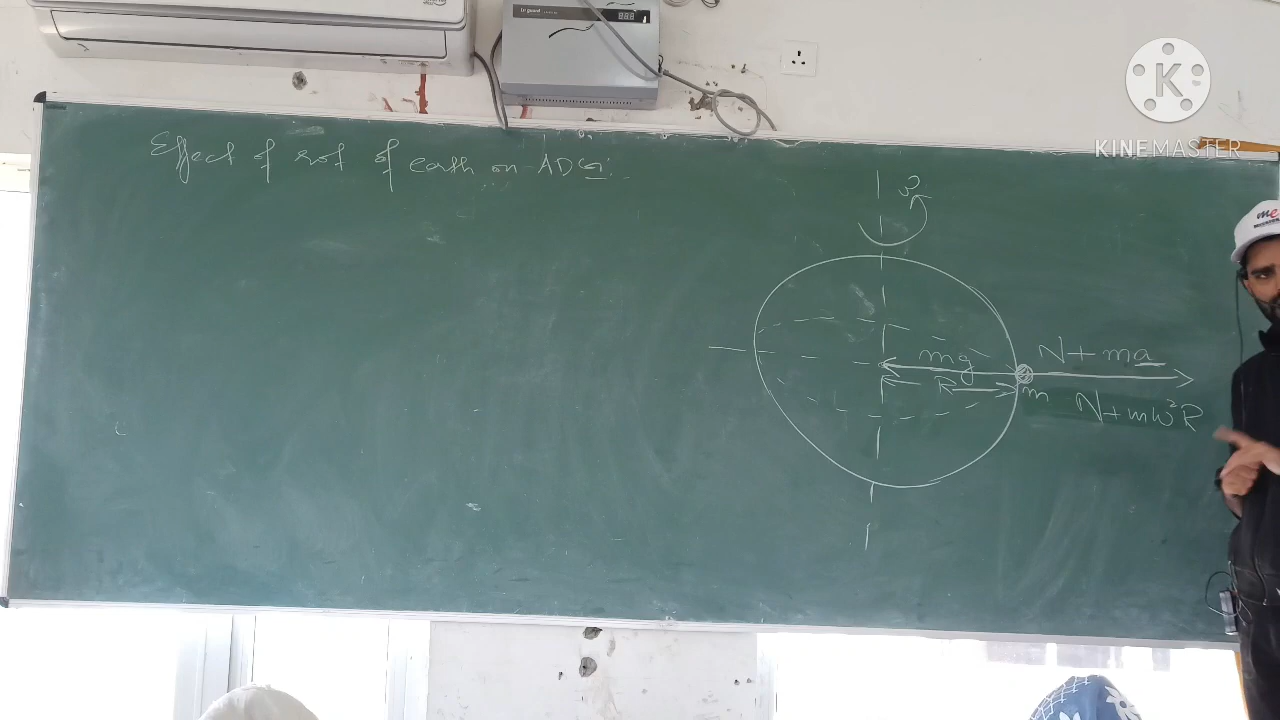 Effect of rot of earth on ADG:
ω
mg
N + ma
R
m
N + mω²R
K
KINEMASTER